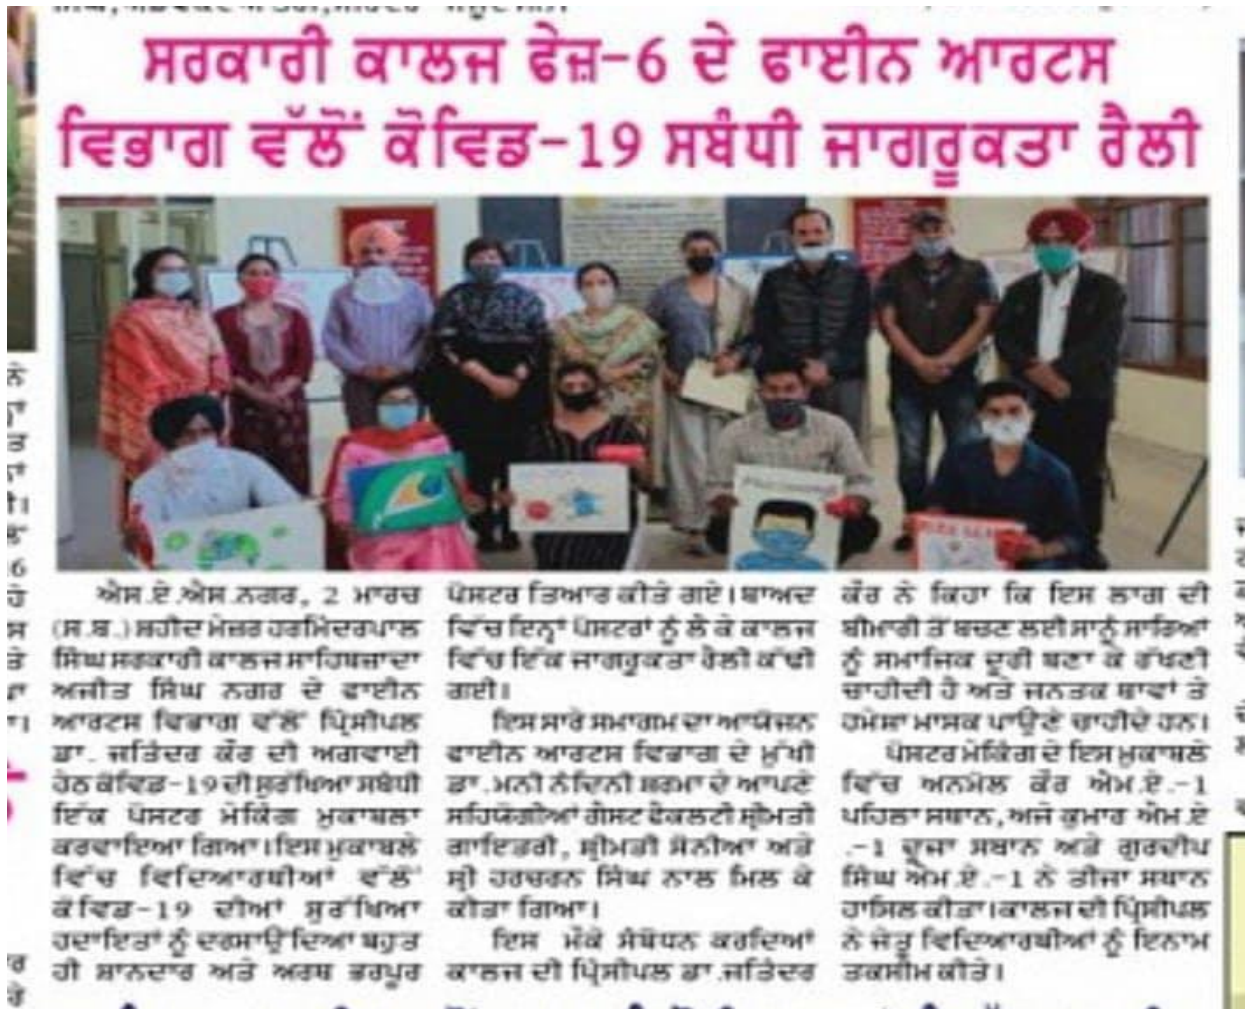 ਸਰਕਾਰੀ ਕਾਲਜ ਫੇਜ਼-6 ਦੇ ਫਾਈਨ ਆਰਟਸ
ਵਿਭਾਗ ਵੱਲੋਂ ਕੋਵਿਡ-19 ਸਬੰਧੀ ਜਾਗਰੂਕਤਾ ਰੈਲੀ
ਐਸ.ਏ.ਐਸ.ਨਗਰ, 2 ਮਾਰਚ
(ਸ.ਬ.) ਸ਼ਹੀਦ ਮੇਜਰ ਹਰਮਿੰਦਰਪਾਲ
ਸਿੰਘ ਸਰਕਾਰੀ ਕਾਲਜ ਸਾਹਿਬਜ਼ਾਦਾ
ਅਜੀਤ ਸਿੰਘ ਨਗਰ ਦੇ ਫਾਈਨ
ਆਰਟਸ ਵਿਭਾਗ ਵੱਲੋਂ ਪ੍ਰਿੰਸੀਪਲ
ਡਾ. ਜਤਿੰਦਰ ਕੌਰ ਦੀ ਅਗਵਾਈ
ਹੇਠ ਕੋਵਿਡ-19 ਦੀ ਸੁਰੱਖਿਆ ਸਬੰਧੀ
ਇੱਕ ਪੋਸਟਰ ਮੇਕਿੰਗ ਮੁਕਾਬਲਾ
ਕਰਵਾਇਆ ਗਿਆ। ਇਸ ਮੁਕਾਬਲੇ
ਵਿੱਚ ਵਿਦਿਆਰਥੀਆਂ ਵੱਲੋਂ
ਕੋਵਿਡ-19 ਦੀਆਂ ਸੁਰੱਖਿਆ
ਹਦਾਇਤਾਂ ਨੂੰ ਦਰਸਾਉਂਦਿਆ ਬਹੁਤ
ਹੀ ਸ਼ਾਨਦਾਰ ਅਤੇ ਅਰਥ ਭਰਪੂਰ
ਪੋਸਟਰ ਤਿਆਰ ਕੀਤੇ ਗਏ। ਬਾਅਦ
ਵਿੱਚ ਇਨ੍ਹਾਂ ਪੋਸਟਰਾਂ ਨੂੰ ਲੈ ਕੇ ਕਾਲਜ
ਵਿੱਚ ਇੱਕ ਜਾਗਰੂਕਤਾ ਰੈਲੀ ਕੱਢੀ
ਗਈ।
ਇਸ ਸਾਰੇ ਸਮਾਗਮ ਦਾ ਆਯੋਜਨ
ਫਾਈਨ ਆਰਟਸ ਵਿਭਾਗ ਦੇ ਮੁੱਖੀ
ਡਾ.ਮਨੀ ਨੰਦਿਨੀ ਸ਼ਰਮਾ ਦੇ ਆਪਣੇ
ਸਹਿਯੋਗੀਆਂ ਗੈਸਟ ਫੈਕਲਟੀ ਸ਼੍ਰੀਮਤੀ
ਗਾਇਤਰੀ, ਸ਼੍ਰੀਮਤੀ ਸੋਨੀਆ ਅਤੇ
ਸ਼੍ਰੀ ਹਰਚਰਨ ਸਿੰਘ ਨਾਲ ਮਿਲ ਕੇ
ਕੀਤਾ ਗਿਆ।
ਇਸ ਮੌਕੇ ਸੰਬੋਧਨ ਕਰਦਿਆਂ
ਕਾਲਜ ਦੀ ਪ੍ਰਿੰਸੀਪਲ ਡਾ.ਜਤਿੰਦਰ
ਕੌਰ ਨੇ ਕਿਹਾ ਕਿ ਇਸ ਲਾਗ ਦੀ
ਬੀਮਾਰੀ ਤੋਂ ਬਚਣ ਲਈ ਸਾਨੂੰ ਸਾਰਿਆਂ
ਨੂੰ ਸਮਾਜਿਕ ਦੂਰੀ ਬਣਾ ਕੇ ਰੱਖਣੀ
ਚਾਹੀਦੀ ਹੈ ਅਤੇ ਜਨਤਕ ਥਾਵਾਂ ਤੇ
ਹਮੇਸ਼ਾ ਮਾਸਕ ਪਾਉਣੇ ਚਾਹੀਦੇ ਹਨ।
ਪੋਸਟਰ ਮੇਕਿੰਗ ਦੇ ਇਸ ਮੁਕਾਬਲੇ
ਵਿੱਚ ਅਨਮੋਲ ਕੌਰ ਐਮ.ਏ.-1
ਪਹਿਲਾ ਸਥਾਨ, ਅਜੇ ਕੁਮਾਰ ਐਮ.ਏ
.-1 ਦੂਜਾ ਸਥਾਨ ਅਤੇ ਗੁਰਦੀਪ
ਸਿੰਘ ਐਮ.ਏ.-1 ਨੇ ਤੀਜਾ ਸਥਾਨ
ਹਾਸਿਲ ਕੀਤਾ। ਕਾਲਜ ਦੀ ਪ੍ਰਿੰਸੀਪਲ
ਨੇ ਜੇਤੂ ਵਿਦਿਆਰਥੀਆਂ ਨੂੰ ਇਨਾਮ
ਤਕਸੀਮ ਕੀਤੇ।